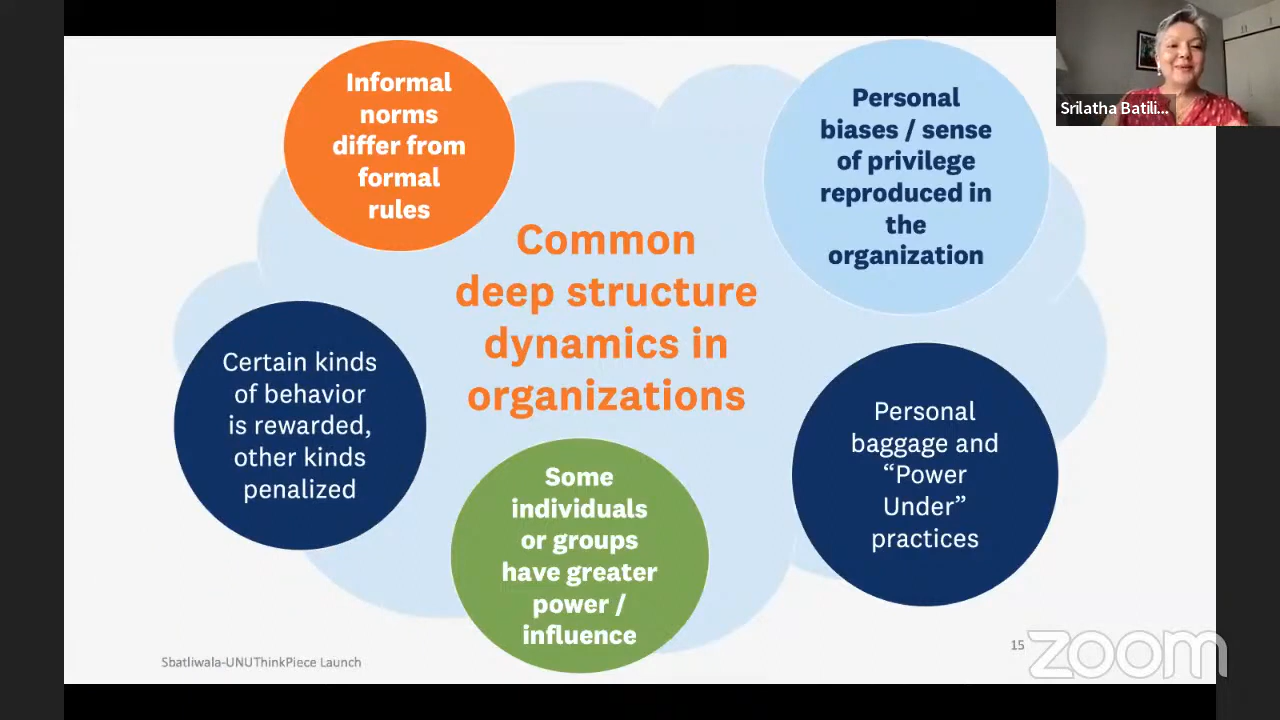 Informal
norms
differ from
formal
rules
Personal
biases / sense
of privilege
reproduced in
the
organization
Srilatha Batili...
Common
deep structure
dynamics in
organizations
Certain kinds
of behavior
is rewarded,
other kinds
penalized
Personal
baggage and
“Power
Under”
practices
Some
individuals
or groups
have greater
power /
influence
Sbatliwala-UNUThinkPiece Launch
15
zoom